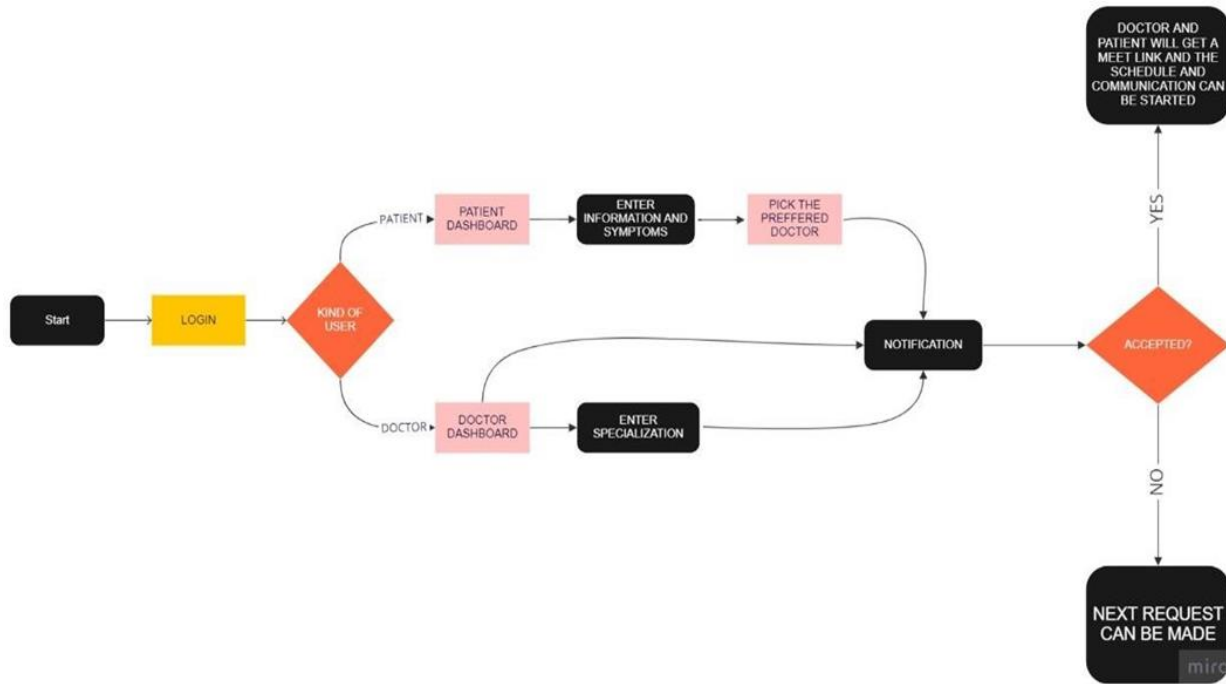 DOCTOR AND
PATIENT WILL GET A
MEET LINK AND THE
SCHEDULE AND
COMMUNICATION CAN
BE STARTED
YES
PATIENT
PATIENT
DASHBOARD
ENTER
INFORMATION AND
SYMPTOMS
PICK THE
PREFFERED
DOCTOR
Start
LOGIN
KIND OF
USER
NOTIFICATION
ACCEPTED?
DOCTOR
DOCTOR
DASHBOARD
ENTER
SPECIALIZATION
NO
NEXT REQUEST
CAN BE MADE